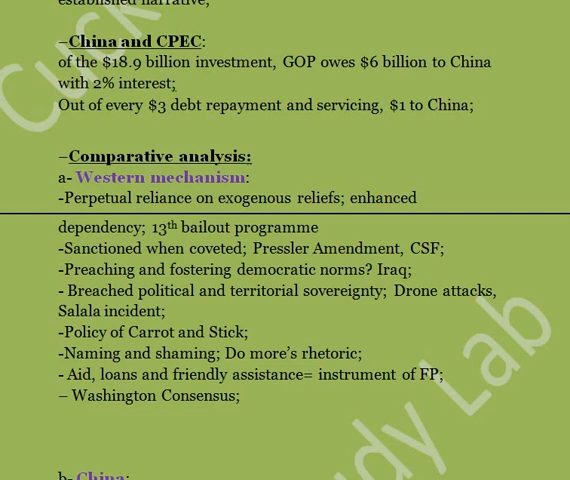 established narrative;
–China and CPEC:
of the $18.9 billion investment, GOP owes $6 billion to China
with 2% interest;
Out of every $3 debt repayment and servicing, $1 to China;
–Comparative analysis:
a- Western mechanism:
-Perpetual reliance on exogenous reliefs; enhanced
dependency; 13th bailout programme
-Sanctioned when coveted; Pressler Amendment, CSF;
-Preaching and fostering democratic norms? Iraq;
- Breached political and territorial sovereignty; Drone attacks,
Salala incident;
-Policy of Carrot and Stick;
-Naming and shaming; Do more's rhetoric;
- Aid, loans and friendly assistance= instrument of FP;
– Washington Consensus;
b- China:
Lab